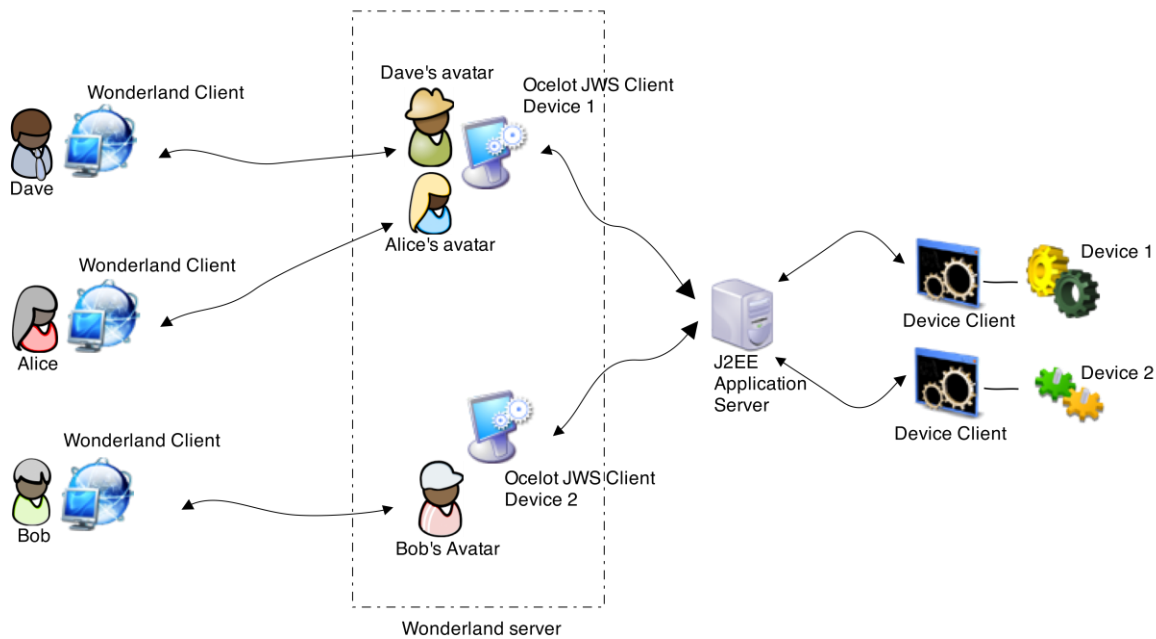 Wonderland Client
Dave
Wonderland Client
Alice
Wonderland Client
Bob
Dave's avatar
Ocelot JWS Client
Device 1
Alice's avatar
Ocelot JWS Client
Device 2
Bob's Avatar
Wonderland server
J2EE
Application
Server
Device Client
Device 1
Device Client
Device 2